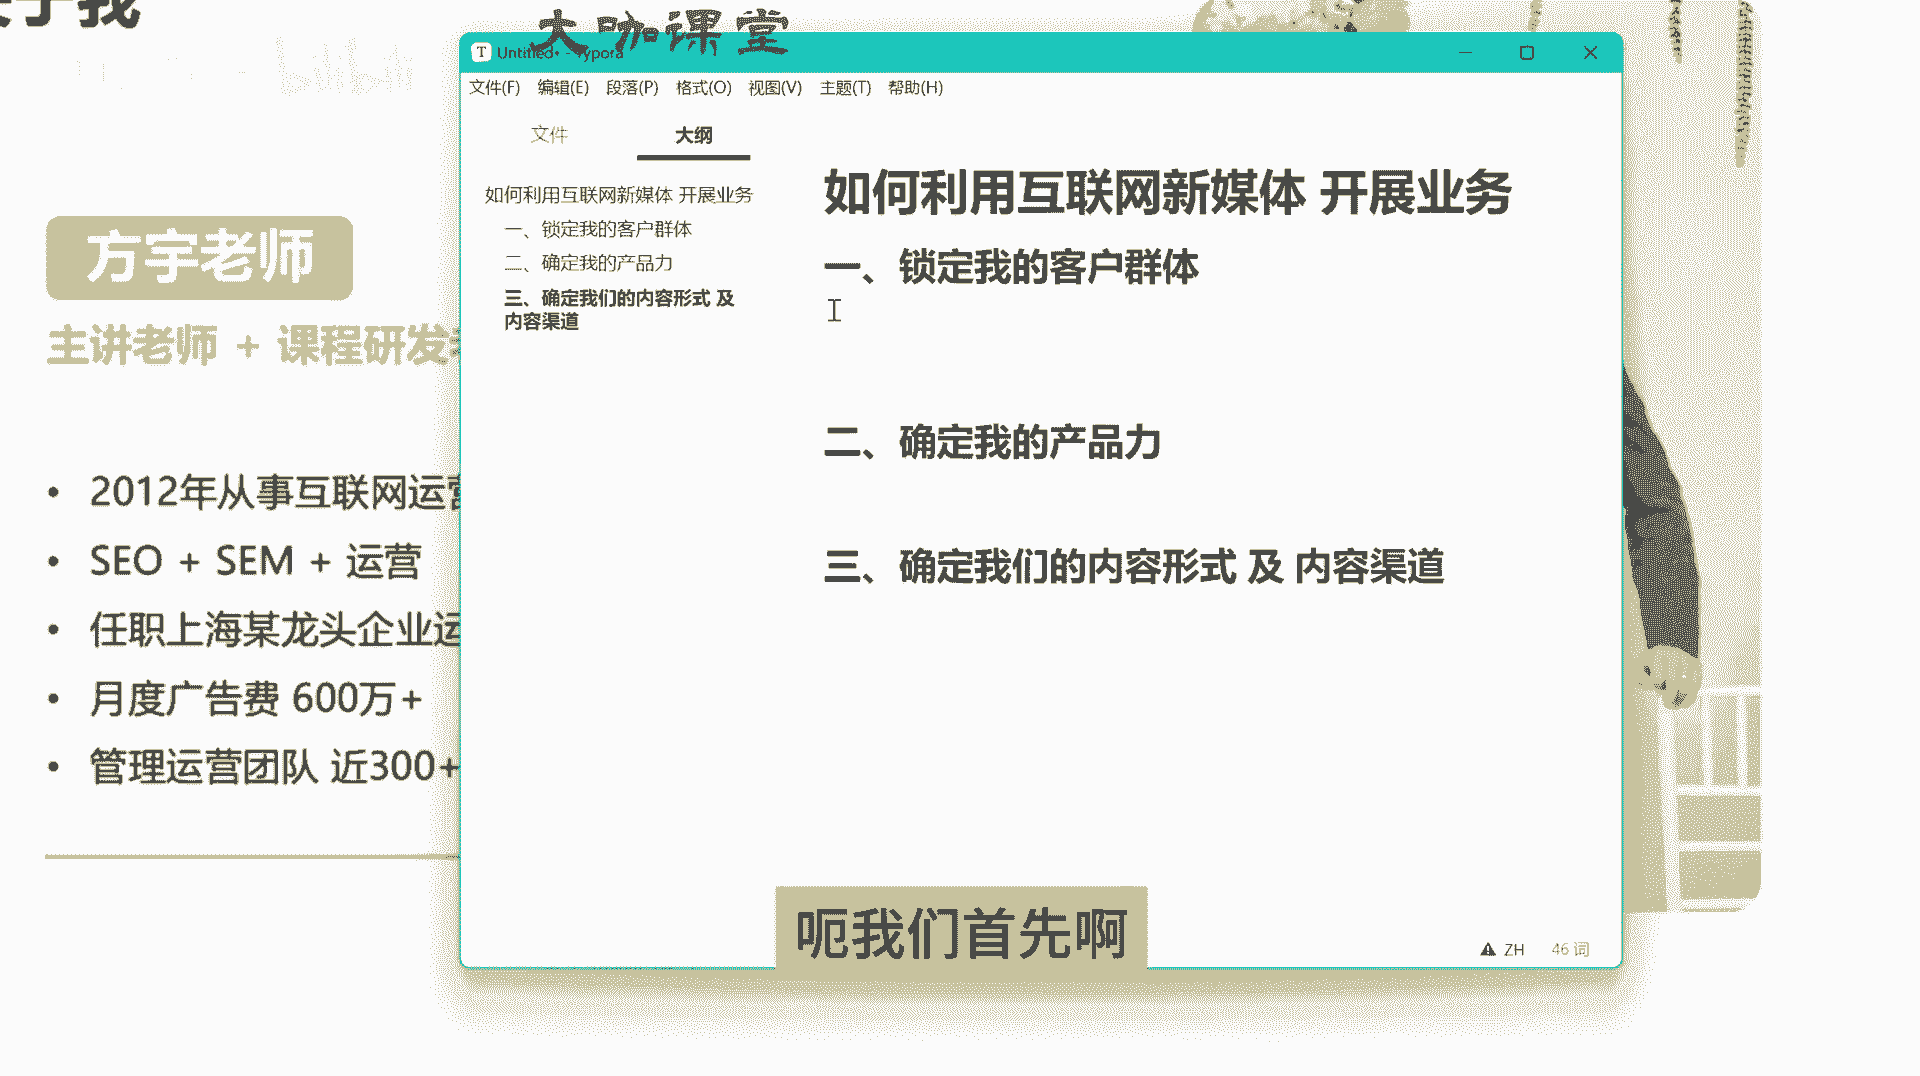 大咖课堂
bilibili
方宇老师
主讲老师 + 课程研发
2012年从事互联网运营
SEO + SEM + 运营
任职上海某龙头企业运
月度广告费 600万+
管理运营团队 近300+
Untitled• - Typora
文件(F) 编辑(E) 段落(P) 格式(O) 视图(V) 主题(T) 帮助(H)
文件 大纲
如何利用互联网新媒体 开展业务
一、锁定我的客户群体
二、确定我的产品力
三、确定我们的内容形式 及
内容渠道
如何利用互联网新媒体 开展业务
一、锁定我的客户群体
二、确定我的产品力
三、确定我们的内容形式 及 内容渠道
呃我们首先啊
ZH 46 词